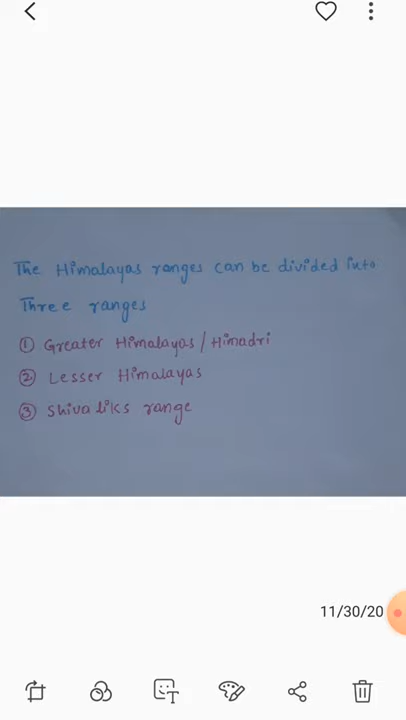 The Himalayas ranges can be divided into
Three ranges
① Greater Himalayas / Himadri
② Lesser Himalayas
③ Shivaliks range
11/30/20
T